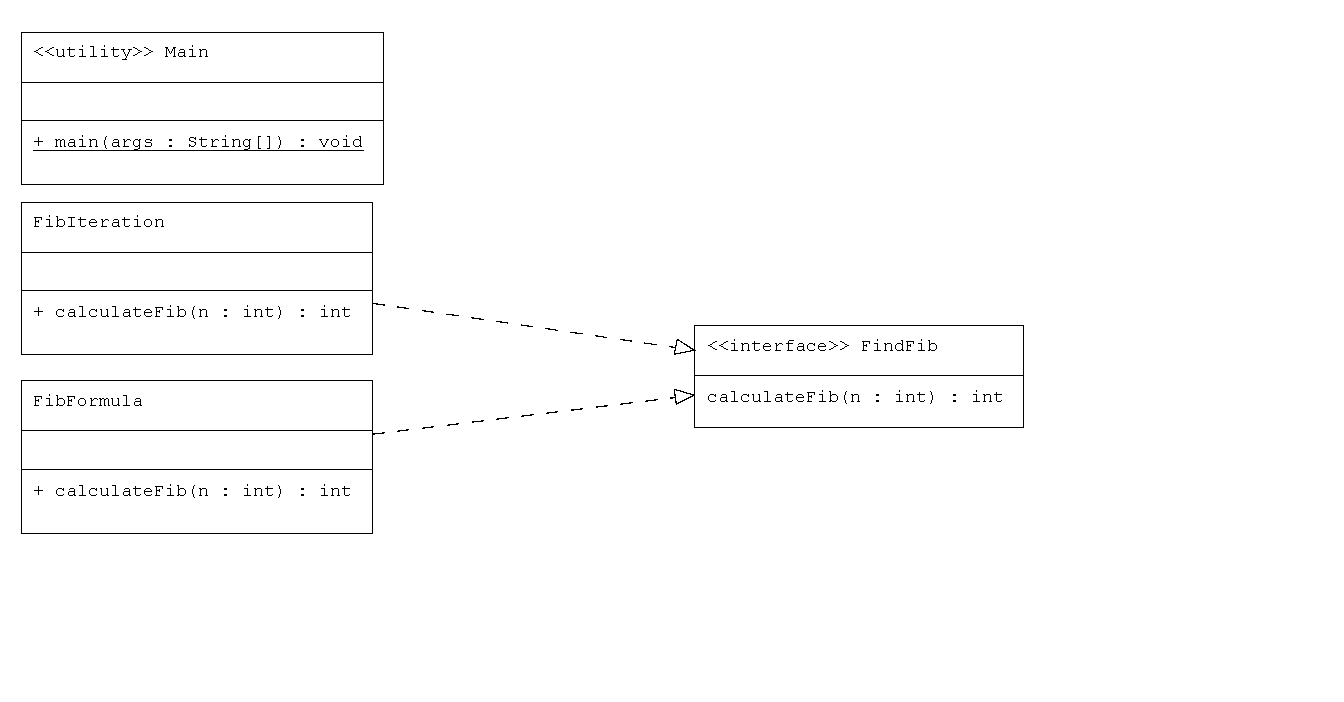 <<utility>> Main
+ main(args : String[]) : void
FibIteration
+ calculateFib(n : int) : int
<<interface>> FindFib
calculateFib(n : int) : int
FibFormula
+ calculateFib(n : int) : int